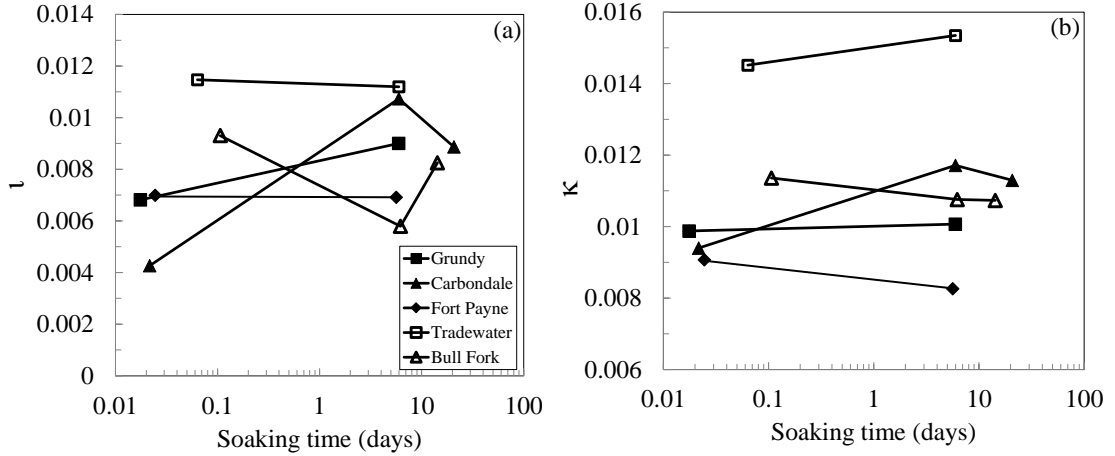 (a)
0.014
0.012
0.01
0.008
0.006
0.004
0.002
0
ι
0.01 0.1 1 10 100
Soaking time (days)
Grundy
Carbondale
Fort Payne
Tradewater
Bull Fork
(b)
0.016
0.014
0.012
0.01
0.008
0.006
κ
0.01 0.1 1 10 100
Soaking time (days)